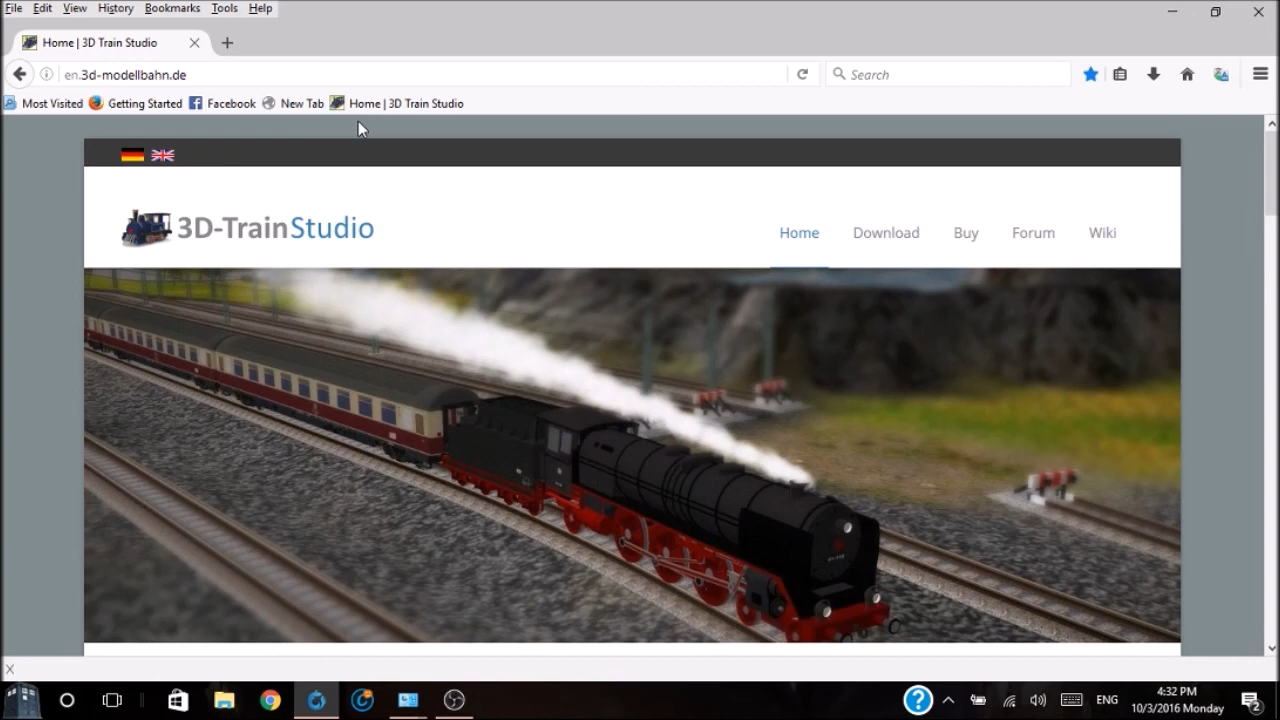 File Edit View History Bookmarks Tools Help
Home | 3D Train Studio
en.3d-modellbahn.de
Search
Most Visited Getting Started Facebook New Tab Home | 3D Train Studio
3D-TrainStudio
Home Download Buy Forum Wiki
ENG
4:32 PM
10/3/2016 Monday
2